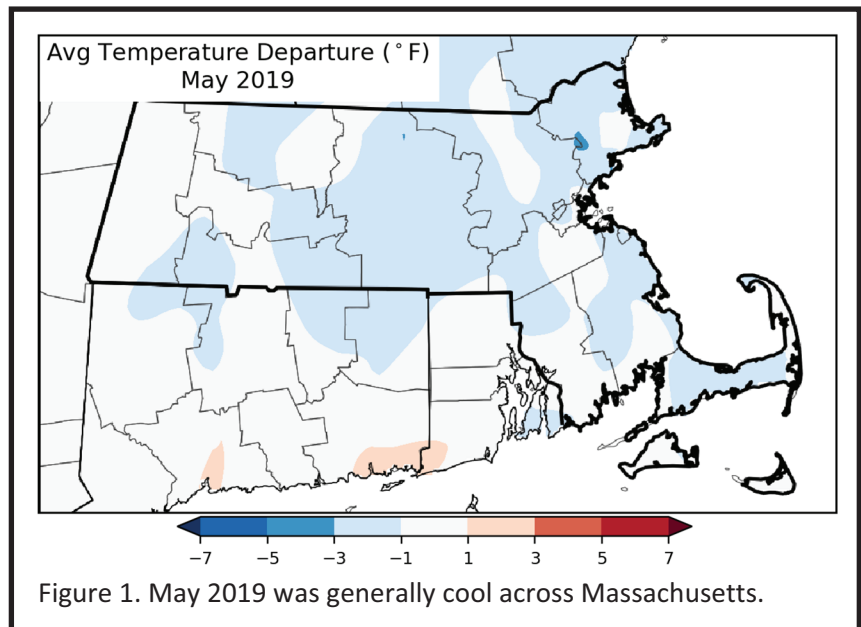 Avg Temperature Departure (°F)
May 2019
−7 −5 −3 −1 1 3 5 7
Figure 1. May 2019 was generally cool across Massachusetts.